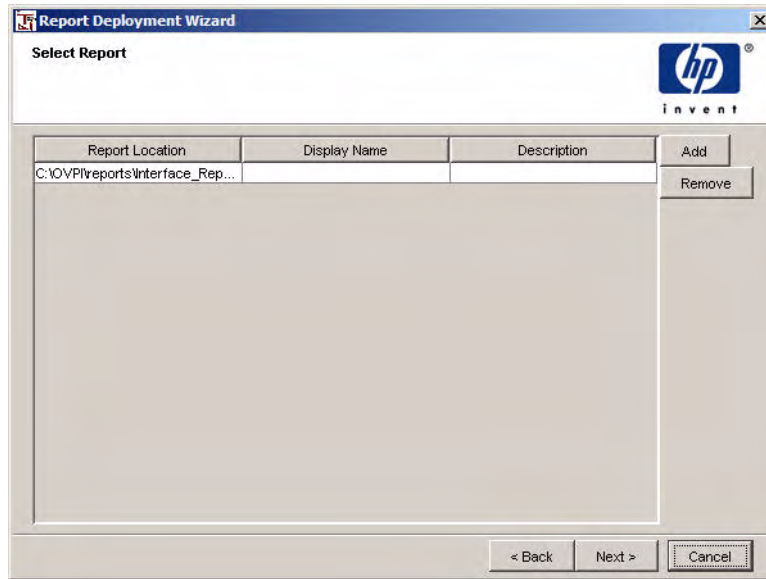 Report Deployment Wizard
Select Report
hp
®
invent
Report Location Display Name Description Add
C:\OVPI\reports\Interface_Rep...
Remove
< Back Next > Cancel